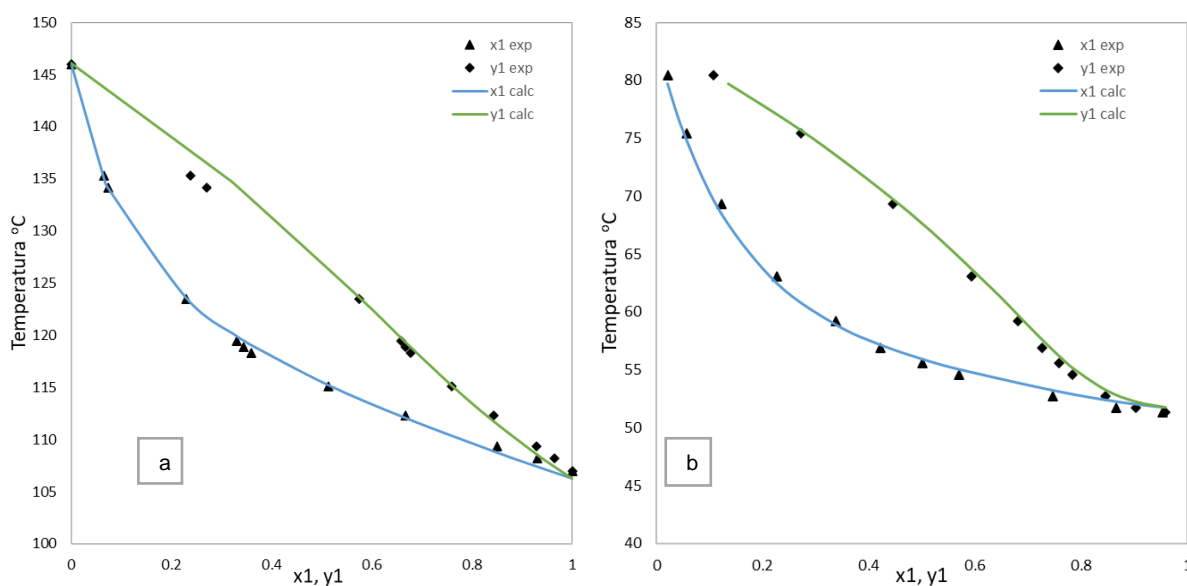 150
145
140
135
130
125
120
115
110
105
100
0
0.2
0.4
0.6
0.8
1
Temperatura °C
x1, y1
x1 exp
y1 exp
x1 calc
y1 calc
a
85
80
75
70
65
60
55
50
45
40
0
0.2
0.4
0.6
0.8
1
Temperatura °C
x1, y1
x1 exp
y1 exp
x1 calc
y1 calc
b